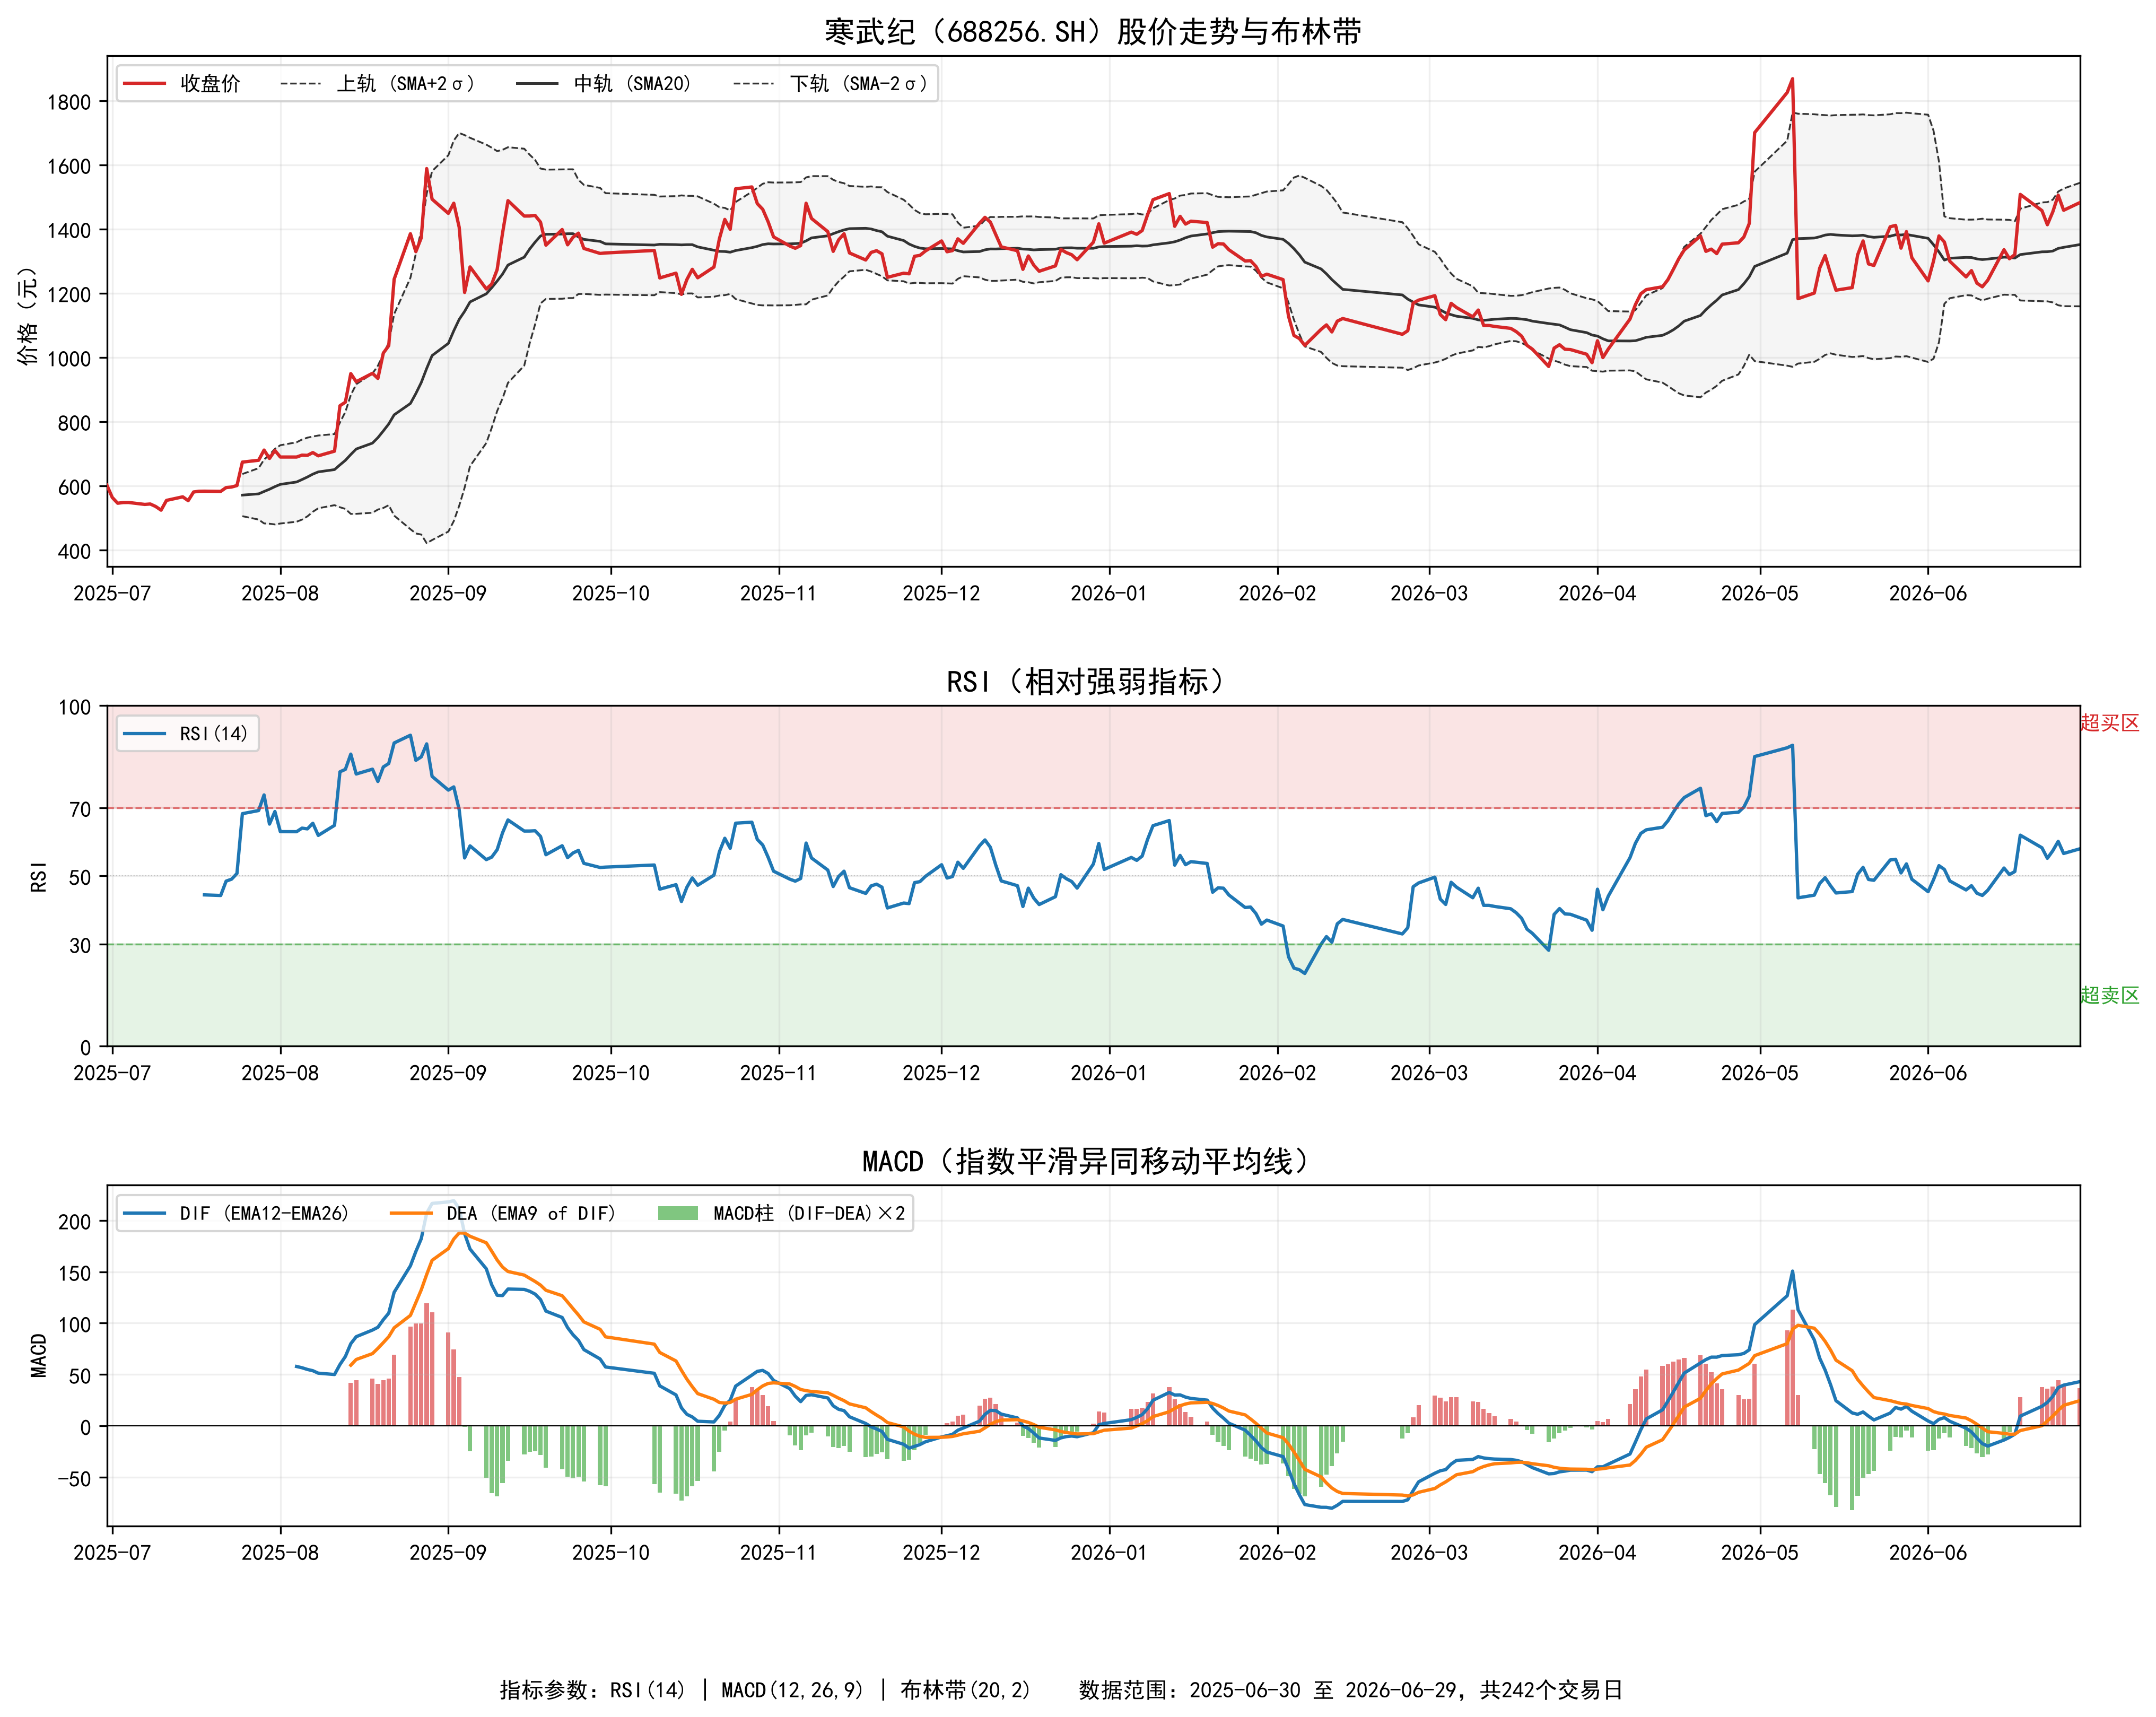 寒武纪（688256.SH）股价走势与布林带
收盘价 上轨 (SMA+2σ) 中轨 (SMA20) 下轨 (SMA-2σ)
价格（元）
1800
1600
1400
1200
1000
800
600
400
2025-07 2025-08 2025-09 2025-10 2025-11 2025-12 2026-01 2026-02 2026-03 2026-04 2026-05 2026-06
RSI（相对强弱指标）
RSI(14)
RSI
超买区
超卖区
100
70
50
30
0
2025-07 2025-08 2025-09 2025-10 2025-11 2025-12 2026-01 2026-02 2026-03 2026-04 2026-05 2026-06
MACD（指数平滑异同移动平均线）
DIF (EMA12-EMA26) DEA (EMA9 of DIF) MACD柱 (DIF-DEA)×2
MACD
200
150
100
50
0
-50
2025-07 2025-08 2025-09 2025-10 2025-11 2025-12 2026-01 2026-02 2026-03 2026-04 2026-05 2026-06
指标参数：RSI(14) | MACD(12,26,9) | 布林带(20,2) 数据范围：2025-06-30 至 2026-06-29，共242个交易日